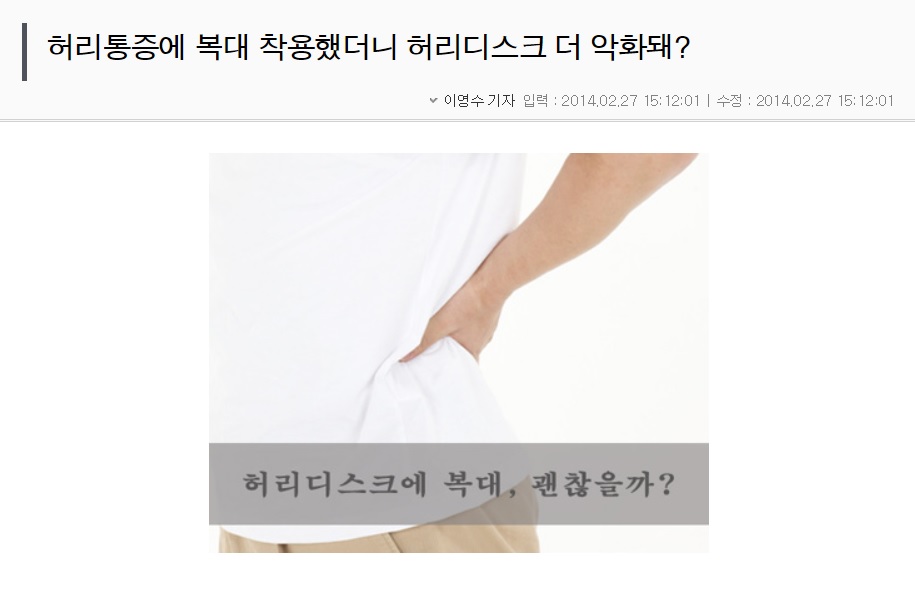 허리통증에 복대 착용했더니 허리디스크 더 악화돼?
이영수 기자 입력 : 2014.02.27 15:12:01 | 수정 : 2014.02.27 15:12:01
허리디스크에 복대, 괜찮을까?